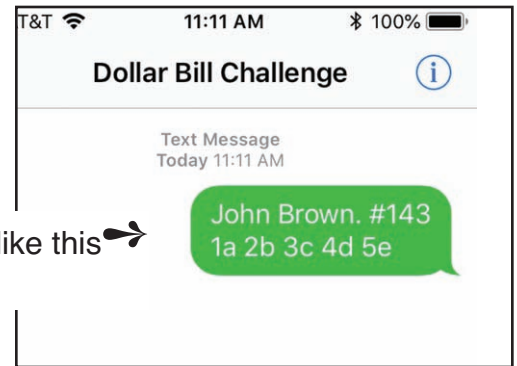 T&T 11:11 AM 100%
Dollar Bill Challenge i
Text Message
Today 11:11 AM
John Brown. #143
like this
1a 2b 3c 4d 5e